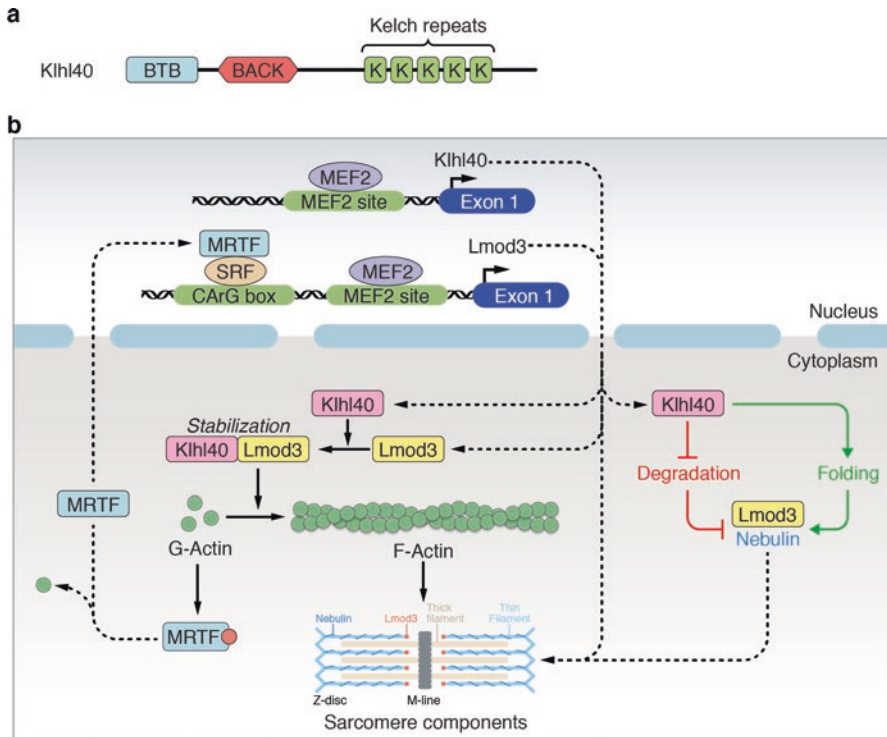 a
Kelch repeats
Klhl40
BTB
BACK
K K K K K
b
Klhl40
MEF2
MEF2 site
Exon 1
MRTF
Lmod3
SRF
MEF2
CArG box
MEF2 site
Exon 1
Nucleus
Cytoplasm
Klhl40
Klhl40
Stabilization
Klhl40 Lmod3
Lmod3
Degradation
Folding
MRTF
Lmod3
Nebulin
G-Actin
F-Actin
MRTF
Nebulin
Lmod3
Thick
filament
Thin
Filament
Z-disc
M-line
Sarcomere components